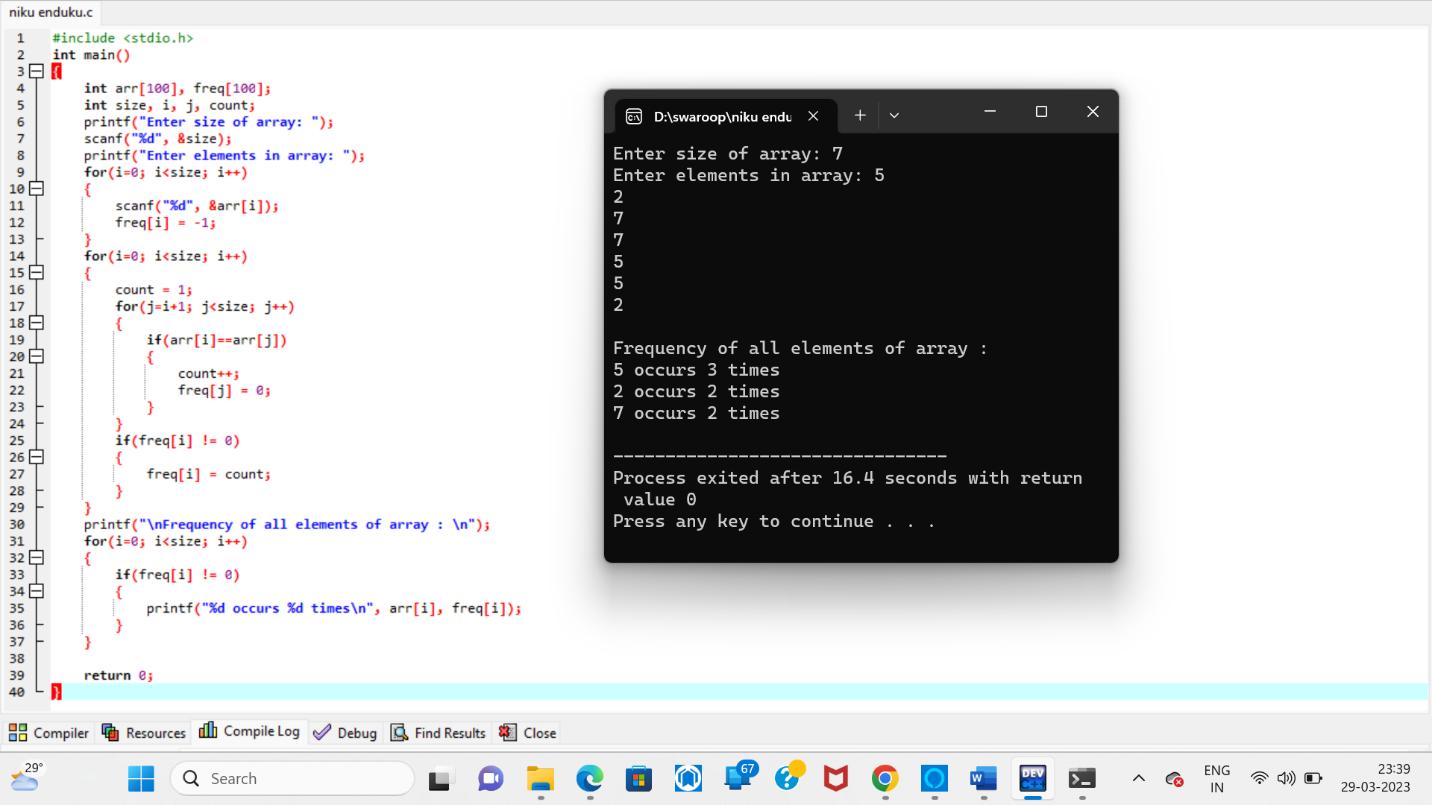 niku enduku.c
1 #include <stdio.h>
2 int main()
3 {
4 int arr[100], freq[100];
5 int size, i, j, count;
6 printf("Enter size of array: ");
7 scanf("%d", &size);
8 printf("Enter elements in array: ");
9 for(i=0; i<size; i++)
10 {
11 scanf("%d", &arr[i]);
12 freq[i] = -1;
13 }
14 for(i=0; i<size; i++)
15 {
16 count = 1;
17 for(j=i+1; j<size; j++)
18 {
19 if(arr[i]==arr[j])
20 {
21 count++;
22 freq[j] = 0;
23 }
24 }
25 if(freq[i] != 0)
26 {
27 freq[i] = count;
28 }
29 }
30 printf("\nFrequency of all elements of array : \n");
31 for(i=0; i<size; i++)
32 {
33 if(freq[i] != 0)
34 {
35 printf("%d occurs %d times\n", arr[i], freq[i]);
36 }
37 }
38
39 return 0;
40 }
D:\swaroop\niku endu
Enter size of array: 7
Enter elements in array: 5
2
7
7
5
5
2
Frequency of all elements of array :
5 occurs 3 times
2 occurs 2 times
7 occurs 2 times
--------------------------------
Process exited after 16.4 seconds with return
value 0
Press any key to continue . . .
Compiler Resources Compile Log Debug Find Results Close
29°
Search
67
DEV
ENG
IN
23:39
29-03-2023